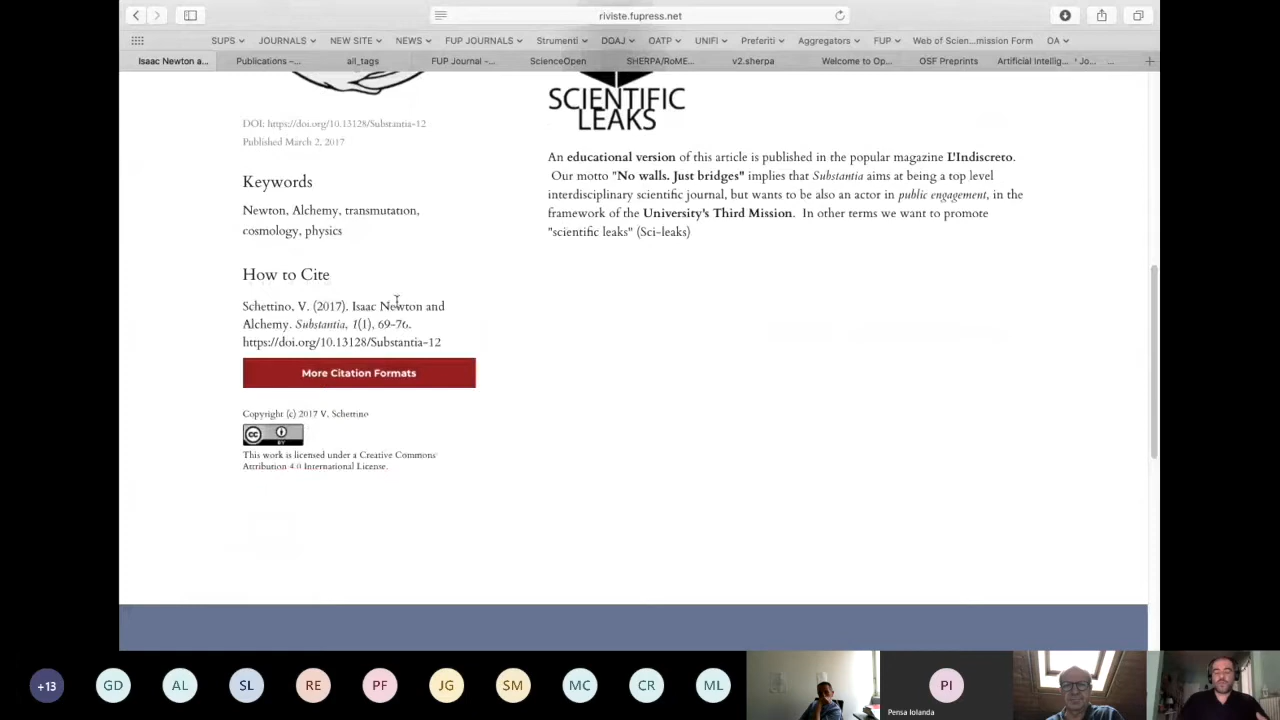 riviste.fupress.net
SUPS JOURNALS NEW SITE NEWS FUP JOURNALS Strumenti DOAJ OATP UNIFI Preferiti Aggregators FUP Web of Scien...mission Form OA
Isaac Newton a... Publications –... all_tags FUP Journal –... ScienceOpen SHERPA/RoME... v2.sherpa Welcome to Op... OSF Preprints Artificial Intellig... ' Jo... ...
SCIENTIFIC
LEAKS
DOI: https://doi.org/10.13128/Substantia-12
Published March 2, 2017
Keywords
Newton, Alchemy, transmutation,
cosmology, physics
How to Cite
Schettino, V. (2017). Isaac Newton and
Alchemy. Substantia, 1(1), 69-76.
https://doi.org/10.13128/Substantia-12
More Citation Formats
Copyright (c) 2017 V. Schettino
cc BY
This work is licensed under a Creative Commons
Attribution 4.0 International License.
An educational version of this article is published in the popular magazine L'Indiscreto.
Our motto "No walls. Just bridges" implies that Substantia aims at being a top level
interdisciplinary scientific journal, but wants to be also an actor in public engagement, in the
framework of the University's Third Mission. In other terms we want to promote
"scientific leaks" (Sci-leaks)
+13 GD AL SL RE PF JG SM MC CR ML PI
Pensa Iolanda